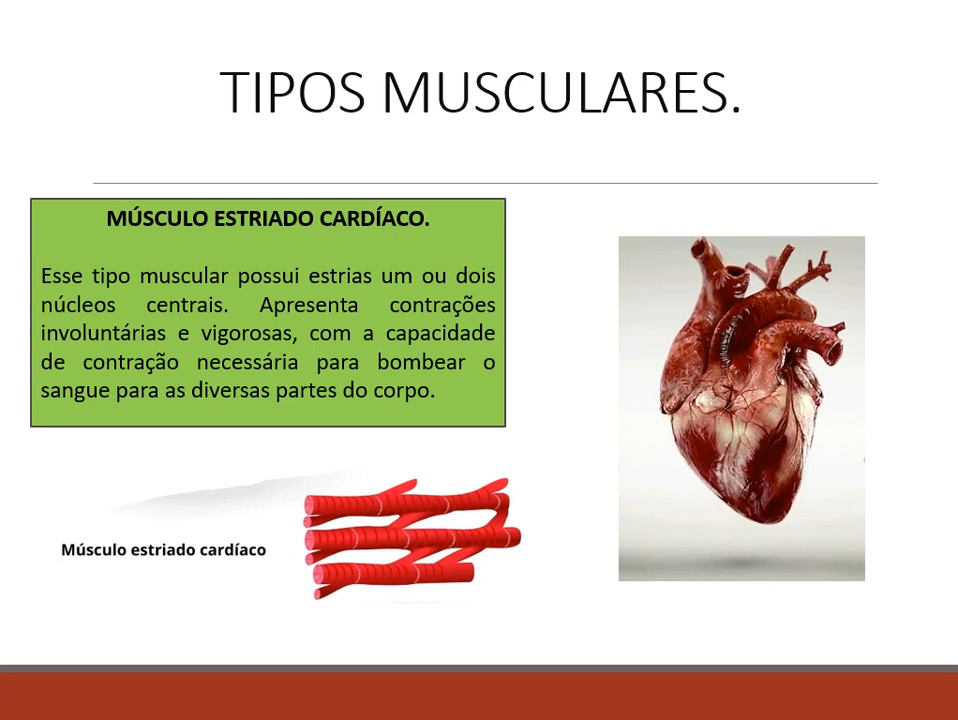 TIPOS MUSCULARES.
MÚSCULO ESTRIADO CARDÍACO.
Esse tipo muscular possui estrias um ou dois
núcleos centrais. Apresenta contrações
involuntárias e vigorosas, com a capacidade
de contração necessária para bombear o
sangue para as diversas partes do corpo.
Músculo estriado cardíaco